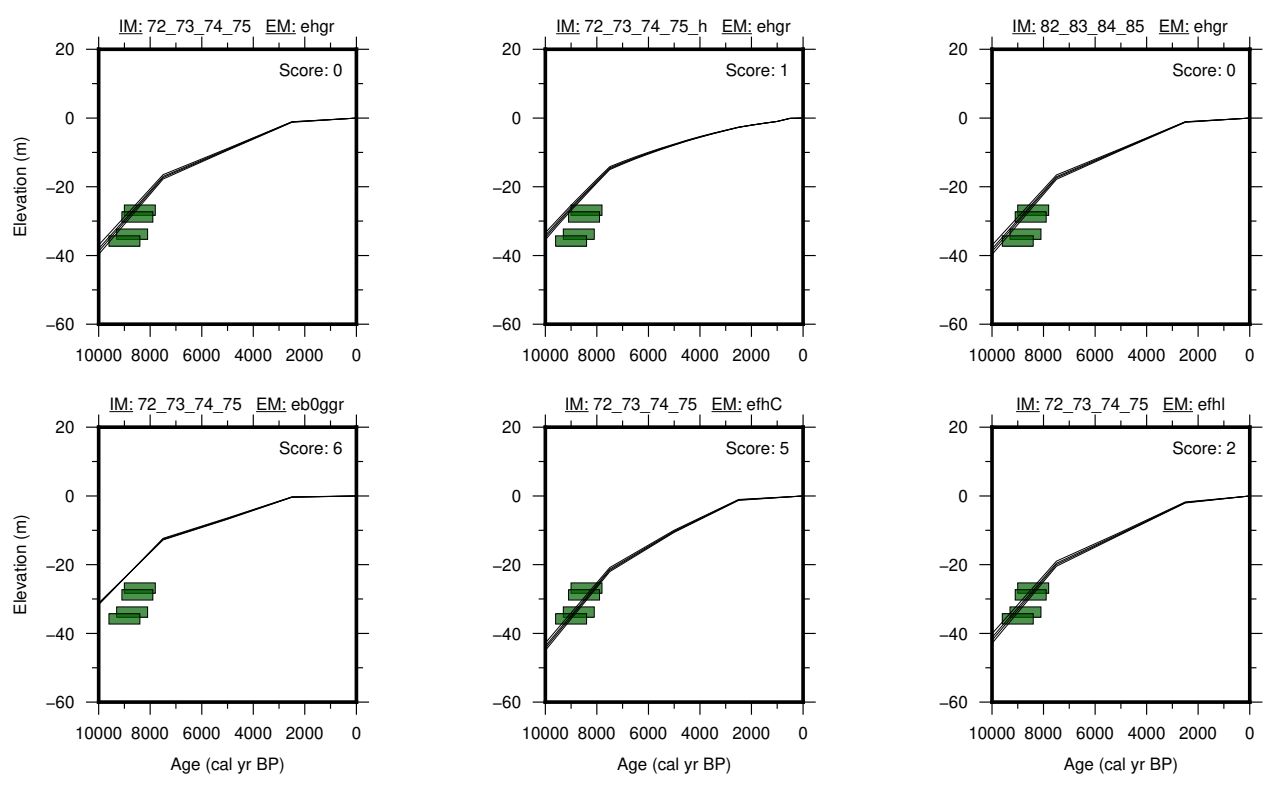 IM: 72_73_74_75 EM: ehgr
IM: 72_73_74_75_h EM: ehgr
IM: 82_83_84_85 EM: ehgr
Score: 0
Score: 1
Score: 0
Elevation (m)
20
0
−20
−40
−60
20
0
−20
−40
−60
20
0
−20
−40
−60
10000 8000 6000 4000 2000 0
10000 8000 6000 4000 2000 0
10000 8000 6000 4000 2000 0
IM: 72_73_74_75 EM: eb0ggr
IM: 72_73_74_75 EM: efhC
IM: 72_73_74_75 EM: efhl
Score: 6
Score: 5
Score: 2
Elevation (m)
20
0
−20
−40
−60
20
0
−20
−40
−60
20
0
−20
−40
−60
10000 8000 6000 4000 2000 0
10000 8000 6000 4000 2000 0
10000 8000 6000 4000 2000 0
Age (cal yr BP)
Age (cal yr BP)
Age (cal yr BP)